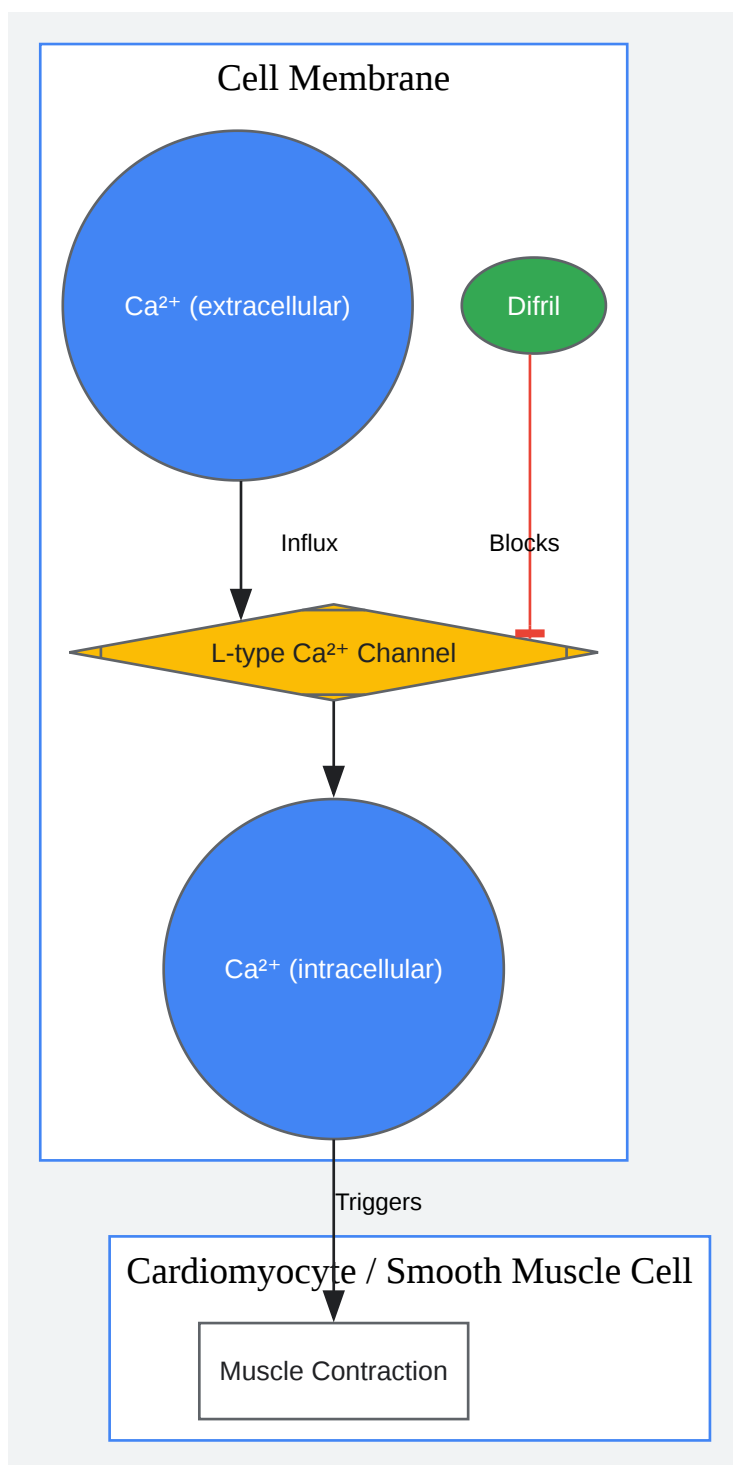 Cell Membrane
Ca²⁺ (extracellular)
Difril
Influx
Blocks
L-type Ca²⁺ Channel
Ca²⁺ (intracellular)
Triggers
Cardiomyocyte / Smooth Muscle Cell
Muscle Contraction